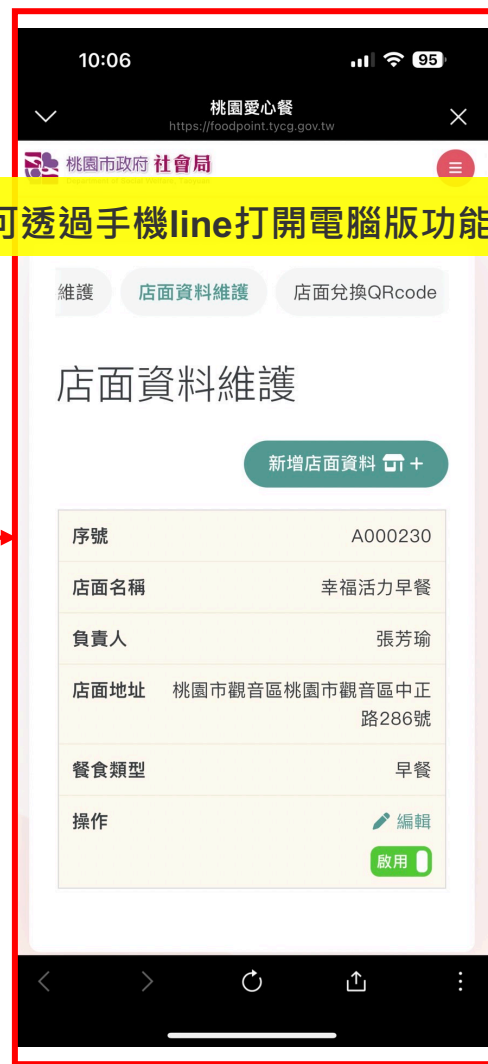 10:06
95
桃園愛心餐
https://foodpoint.tycg.gov.tw
桃園市政府 社會局
可透過手機line打開電腦版功能
維護
店面資料維護
店面兌換QRcode
店面資料維護
新增店面資料 +
序號 A000230
店面名稱 幸福活力早餐
負責人 張芳瑜
店面地址 桃園市觀音區桃園市觀音區中正
路286號
餐食類型 早餐
操作 編輯
啟用